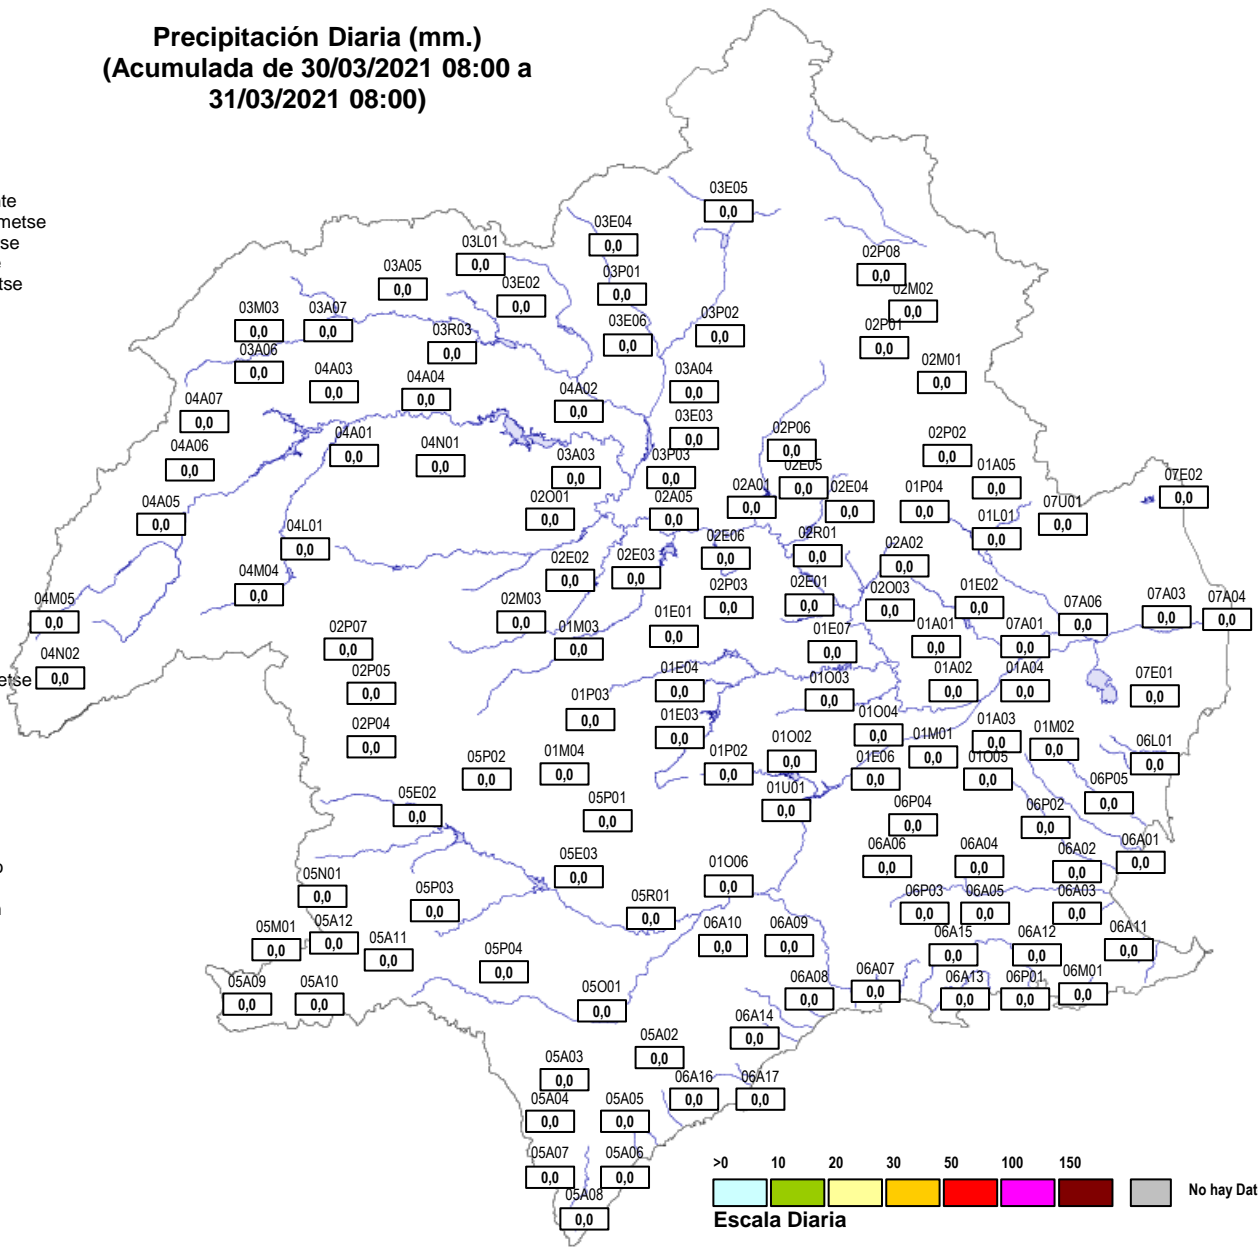 Precipitación Diaria (mm.)
(Acumulada de 30/03/2021 08:00 a
31/03/2021 08:00)
03E05
0,0
03E04
0,0
03L01
0,0
03A05
0,0
03E02
0,0
03P01
0,0
02P08
0,0
02M02
0,0
03M03
0,0
03A07
0,0
03R03
0,0
03E06
0,0
03P02
0,0
02P01
0,0
03A06
0,0
04A03
0,0
04A04
0,0
04A02
0,0
03A04
0,0
02M01
0,0
04A07
0,0
03E03
0,0
04A01
0,0
04N01
0,0
02P06
0,0
02P02
0,0
04A06
0,0
03A03
0,0
03P03
0,0
02E05
0,0
01A05
0,0
07E02
0,0
04A05
0,0
02O01
0,0
02A05
0,0
02A01
0,0
02E04
0,0
01P04
0,0
07U01
0,0
04L01
0,0
01L01
0,0
02E06
0,0
02R01
0,0
02A02
0,0
02E02
0,0
02E03
0,0
04M04
0,0
02P03
0,0
02E01
0,0
02O03
0,0
01E02
0,0
07A03
0,0
07A04
0,0
04M05
0,0
02M03
0,0
01E01
0,0
07A06
0,0
02P07
0,0
01M03
0,0
01E07
0,0
01A01
0,0
07A01
0,0
04N02
0,0
02P05
0,0
01E04
0,0
01O03
0,0
01A02
0,0
01A04
0,0
07E01
0,0
01P03
0,0
01E03
0,0
01O04
0,0
01A03
0,0
02P04
0,0
01M01
0,0
01M02
0,0
05P02
0,0
01M04
0,0
01P02
0,0
01O02
0,0
01E06
0,0
01O05
0,0
06L01
0,0
05E02
0,0
05P01
0,0
01U01
0,0
06P04
0,0
06P02
0,0
06P05
0,0
05E03
0,0
01O06
0,0
06A06
0,0
06A04
0,0
06A02
0,0
06A01
0,0
05N01
0,0
05P03
0,0
05R01
0,0
06P03
0,0
06A05
0,0
06A03
0,0
05M01
0,0
05A12
0,0
05A11
0,0
06A10
0,0
06A09
0,0
06A15
0,0
06A12
0,0
06A11
0,0
05P04
0,0
05A09
0,0
05A10
0,0
05O01
0,0
06A08
0,0
06A07
0,0
06A13
0,0
06P01
0,0
06M01
0,0
06A14
0,0
05A02
0,0
05A03
0,0
06A16
0,0
06A17
0,0
05A04
0,0
05A05
0,0
05A07
0,0
05A06
0,0
05A08
0,0
>0 10 20 30 50 100 150
No hay Dat
Escala Diaria